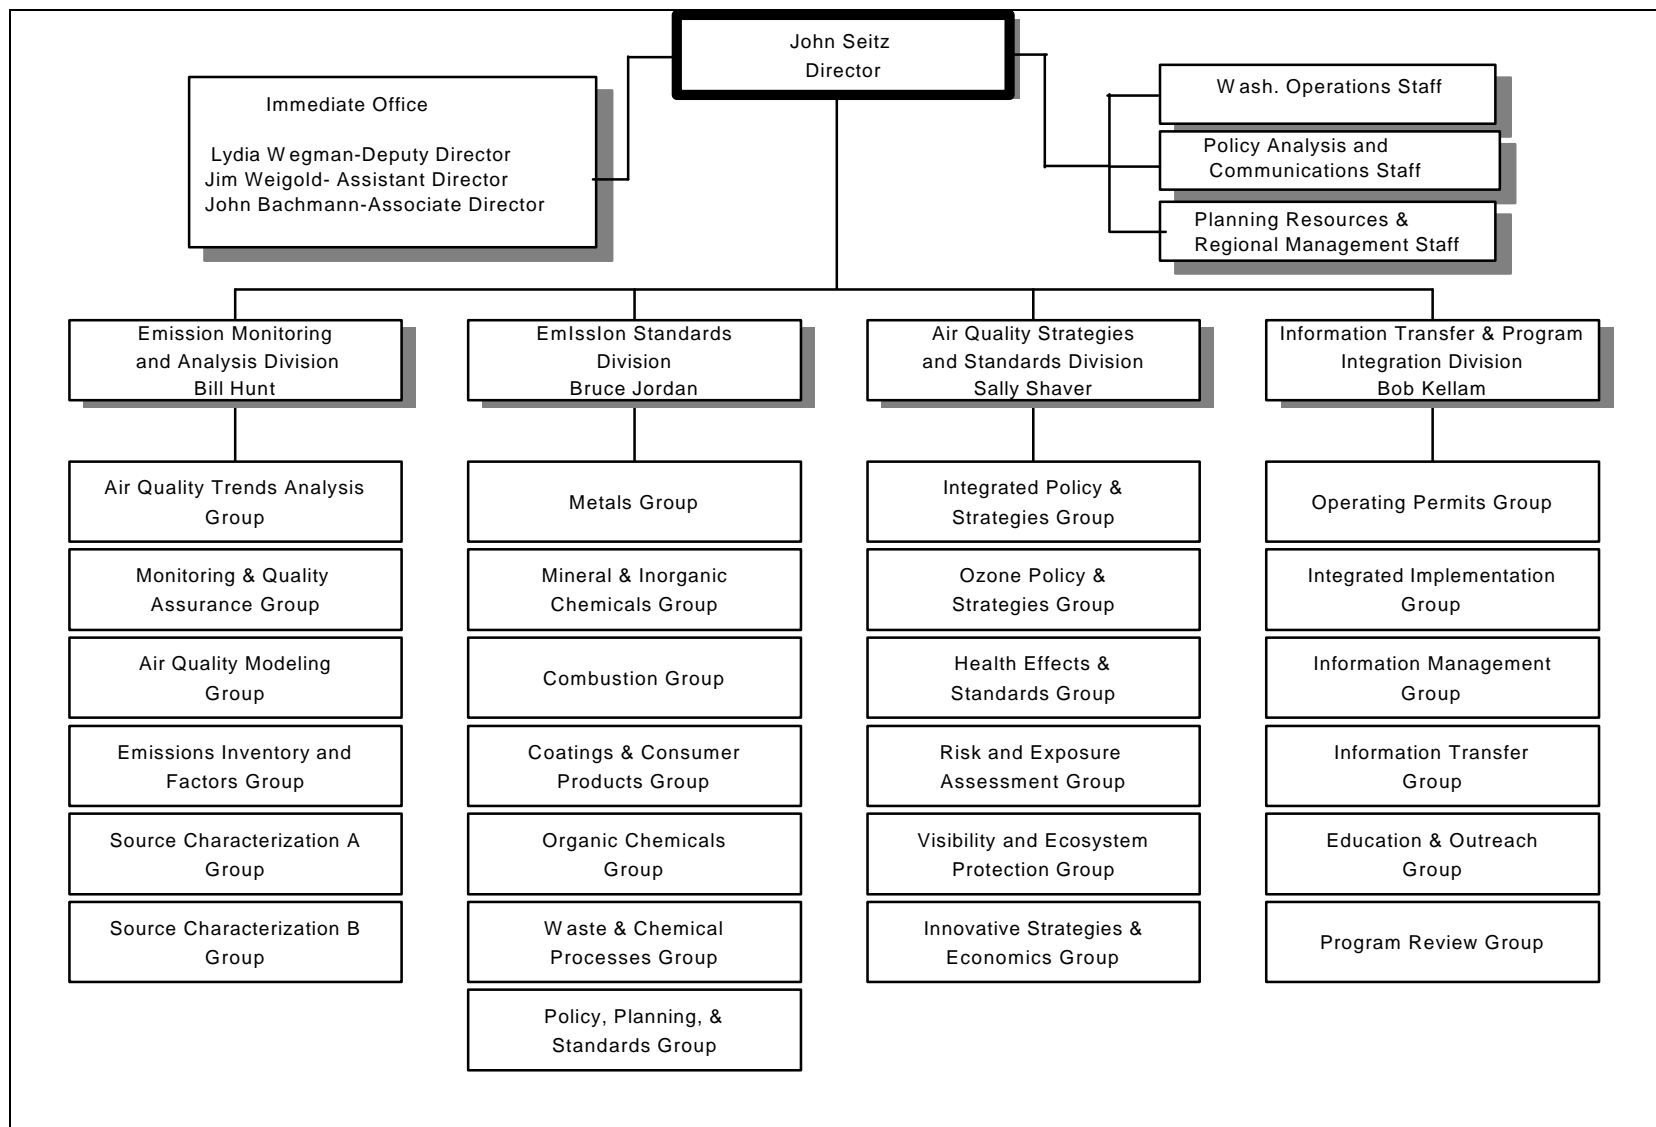 John Seitz
Director
Immediate Office
Lydia Wegman-Deputy Director
Jim Weigold- Assistant Director
John Bachmann-Associate Director
Wash. Operations Staff
Policy Analysis and
Communications Staff
Planning Resources &
Regional Management Staff
Emission Monitoring
and Analysis Division
Bill Hunt
EmIssIon Standards
Division
Bruce Jordan
Air Quality Strategies
and Standards Division
Sally Shaver
Information Transfer & Program
Integration Division
Bob Kellam
Air Quality Trends Analysis
Group
Monitoring & Quality
Assurance Group
Air Quality Modeling
Group
Emissions Inventory and
Factors Group
Source Characterization A
Group
Source Characterization B
Group
Metals Group
Mineral & Inorganic
Chemicals Group
Combustion Group
Coatings & Consumer
Products Group
Organic Chemicals
Group
Waste & Chemical
Processes Group
Policy, Planning, &
Standards Group
Integrated Policy &
Strategies Group
Ozone Policy &
Strategies Group
Health Effects &
Standards Group
Risk and Exposure
Assessment Group
Visibility and Ecosystem
Protection Group
Innovative Strategies &
Economics Group
Operating Permits Group
Integrated Implementation
Group
Information Management
Group
Information Transfer
Group
Education & Outreach
Group
Program Review Group